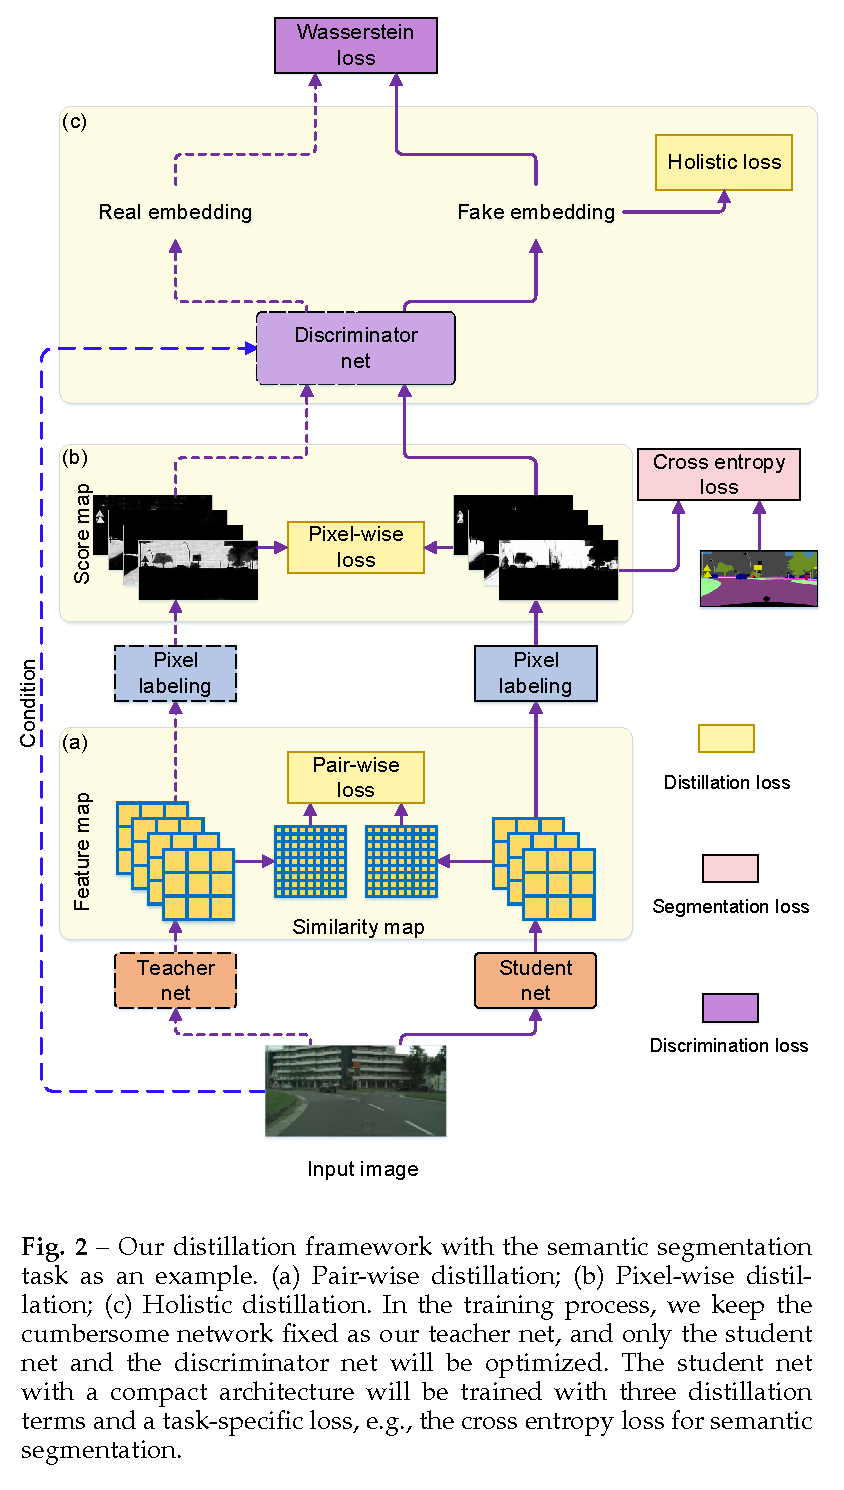 Wasserstein
loss
(c)
Holistic loss
Real embedding
Fake embedding
Discriminator
net
(b)
Cross entropy
loss
Score map
Pixel-wise
loss
Pixel
labeling
Pixel
labeling
Condition
(a)
Pair-wise
loss
Distillation loss
Feature map
Similarity map
Segmentation loss
Teacher
net
Student
net
Discrimination loss
Input image
Fig. 2 – Our distillation framework with the semantic segmentation
task as an example. (a) Pair-wise distillation; (b) Pixel-wise distil-
lation; (c) Holistic distillation. In the training process, we keep the
cumbersome network fixed as our teacher net, and only the student
net and the discriminator net will be optimized. The student net
with a compact architecture will be trained with three distillation
terms and a task-specific loss, e.g., the cross entropy loss for semantic
segmentation.